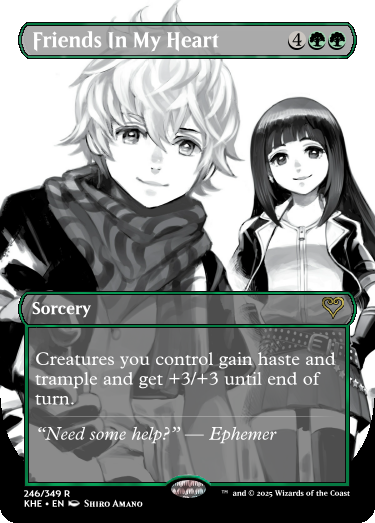 Friends In My Heart 4
Sorcery
Creatures you control gain haste and
trample and get +3/+3 until end of
turn.
“Need some help?” — Ephemer
246/349 R
KHE • EN Shiro Amano
™ and © 2025 Wizards of the Coast